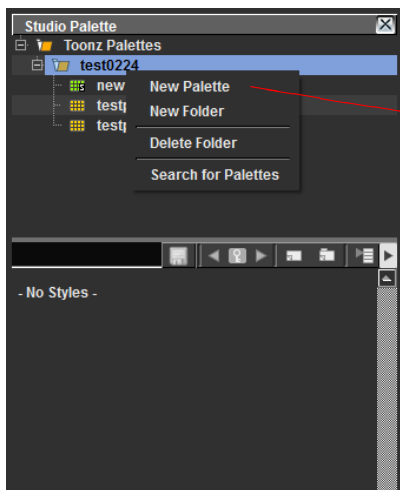 Studio Palette
Toonz Palettes
test0224
new
New Palette
New Folder
Delete Folder
Search for Palettes
- No Styles -